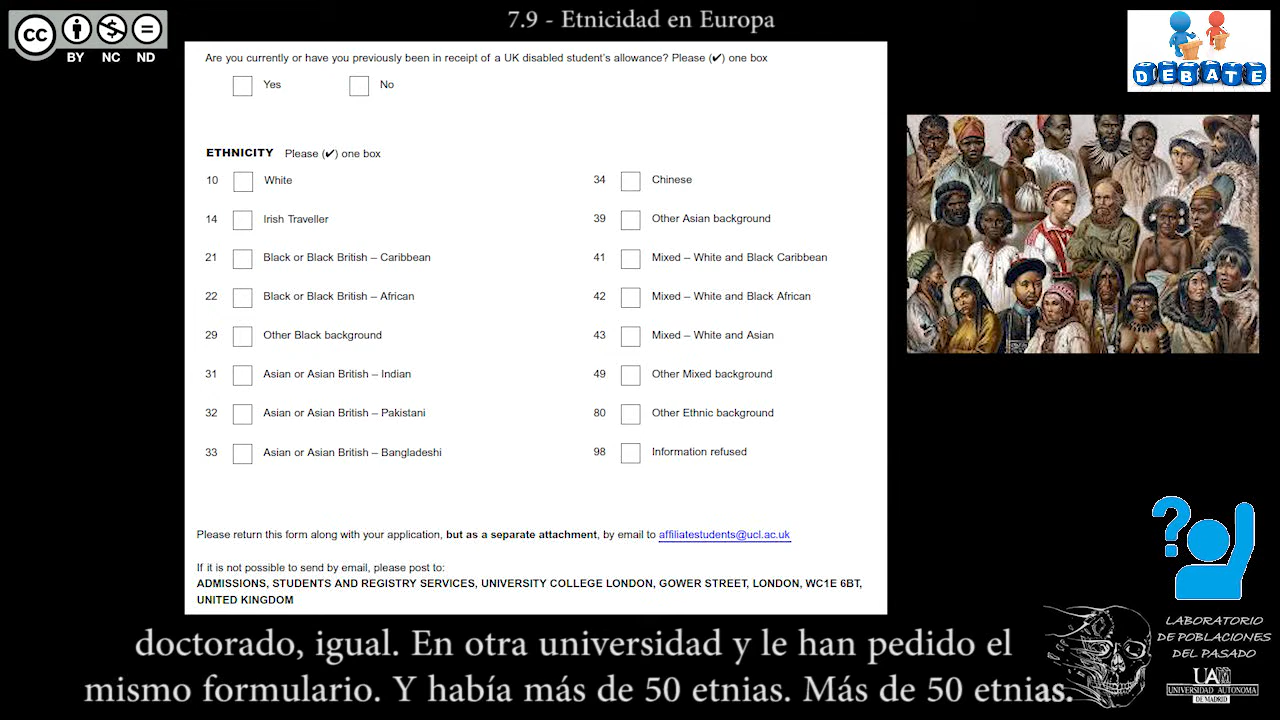 7.9 - Etnicidad en Europa
cc
BY NC ND
DEBATE
Are you currently or have you previously been in receipt of a UK disabled student's allowance? Please (✔) one box
Yes No
ETHNICITY Please (✔) one box
10 White
14 Irish Traveller
21 Black or Black British – Caribbean
22 Black or Black British – African
29 Other Black background
31 Asian or Asian British – Indian
32 Asian or Asian British – Pakistani
33 Asian or Asian British – Bangladeshi
34 Chinese
39 Other Asian background
41 Mixed – White and Black Caribbean
42 Mixed – White and Black African
43 Mixed – White and Asian
49 Other Mixed background
80 Other Ethnic background
98 Information refused
Please return this form along with your application, but as a separate attachment, by email to affiliatestudents@ucl.ac.uk
If it is not possible to send by email, please post to:
ADMISSIONS, STUDENTS AND REGISTRY SERVICES, UNIVERSITY COLLEGE LONDON, GOWER STREET, LONDON, WC1E 6BT,
UNITED KINGDOM
doctorado, igual. En otra universidad y le han pedido el
mismo formulario. Y había más de 50 etnias. Más de 50 etnias.
?
LABORATORIO
DE POBLACIONES
DEL PASADO
UAM
UNIVERSIDAD AUTONOMA
DE MADRID